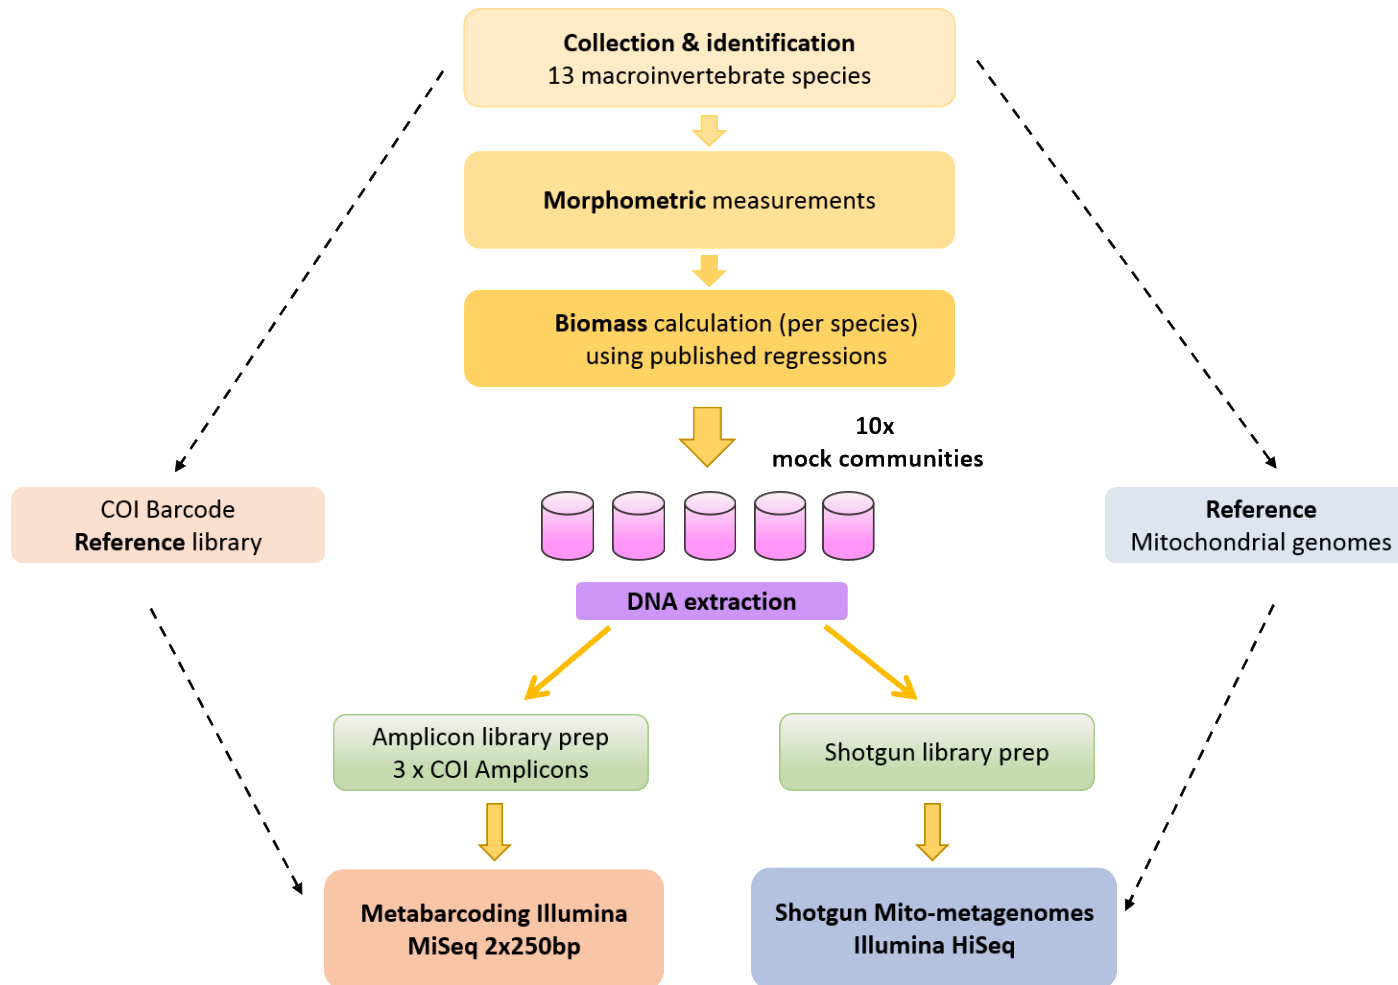 Collection & identification
13 macroinvertebrate species
Morphometric measurements
Biomass calculation (per species)
using published regressions
10x
mock communities
COI Barcode
Reference library
Reference
Mitochondrial genomes
DNA extraction
Amplicon library prep
3 x COI Amplicons
Shotgun library prep
Metabarcoding Illumina
MiSeq 2x250bp
Shotgun Mito-metagenomes
Illumina HiSeq